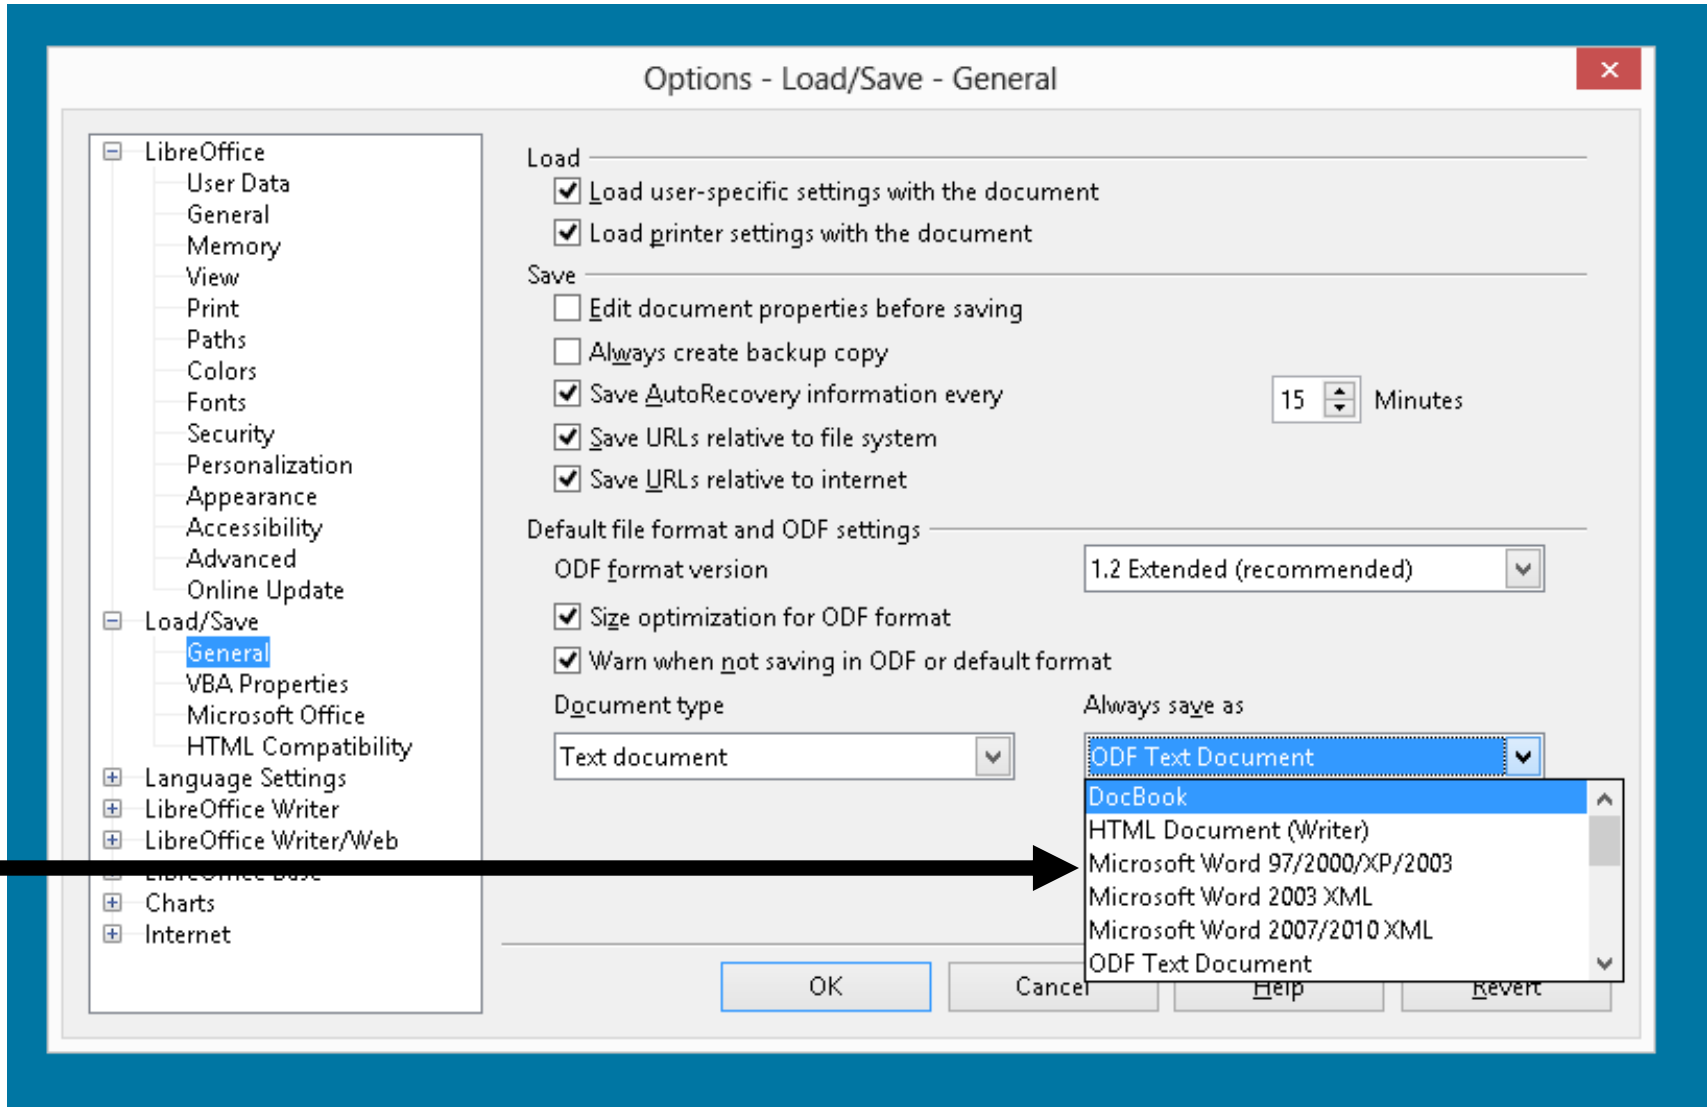 Options - Load/Save - General
LibreOffice
User Data
General
Memory
View
Print
Paths
Colors
Fonts
Security
Personalization
Appearance
Accessibility
Advanced
Online Update
Load/Save
General
VBA Properties
Microsoft Office
HTML Compatibility
Language Settings
LibreOffice Writer
LibreOffice Writer/Web
LibreOffice Base
Charts
Internet
Load
Load user-specific settings with the document
Load printer settings with the document
Save
Edit document properties before saving
Always create backup copy
Save AutoRecovery information every 15 Minutes
Save URLs relative to file system
Save URLs relative to internet
Default file format and ODF settings
ODF format version 1.2 Extended (recommended)
Size optimization for ODF format
Warn when not saving in ODF or default format
Document type Always save as
Text document ODF Text Document
DocBook
HTML Document (Writer)
Microsoft Word 97/2000/XP/2003
Microsoft Word 2003 XML
Microsoft Word 2007/2010 XML
ODF Text Document
OK Cancel Help Revert